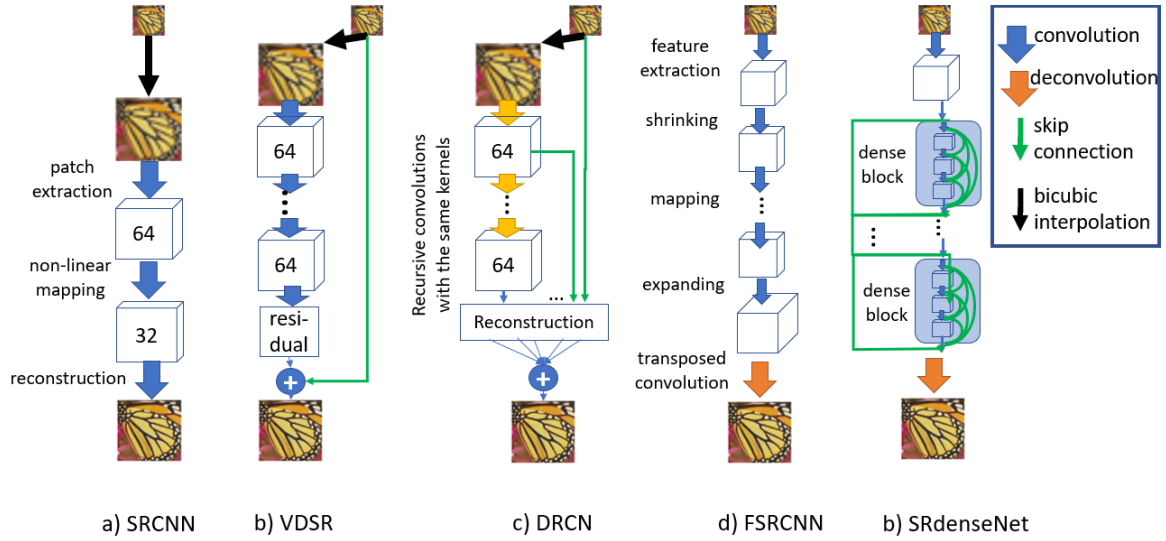 patch
extraction
64
non-linear
mapping
32
reconstruction
a) SRCNN
64
64
resi-
dual
+
b) VDSR
Recursive convolutions
with the same kernels
64
64
...
Reconstruction
+
c) DRCN
feature
extraction
shrinking
mapping
expanding
transposed
convolution
d) FSRCNN
dense
block
dense
block
b) SRdenseNet
convolution
deconvolution
skip
connection
bicubic
interpolation